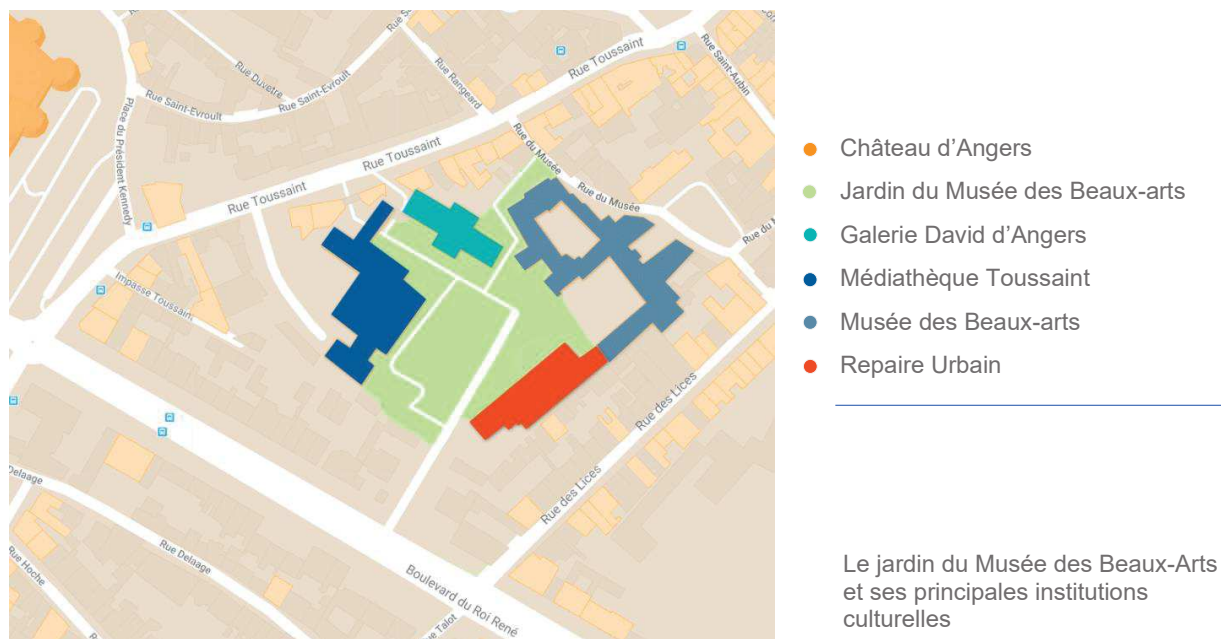 Rue Toussaint
Rue Saint-Aubin
Rue Duvetre
Rue Rangeard
Rue Saint-Evroult
Rue Saint-Evroult
Place du Président Kennedy
Rue du Musée
Rue Toussaint
Rue du Musée
Rue Toussaint
Impasse Toussain
Rue des Lices
Rue des Lices
Delaage
Rue Delaage
Rue Hoche
Boulevard du Roi René
Rue Talot
Château d’Angers
Jardin du Musée des Beaux-arts
Galerie David d’Angers
Médiathèque Toussaint
Musée des Beaux-arts
Repaire Urbain
Le jardin du Musée des Beaux-Arts
et ses principales institutions
culturelles